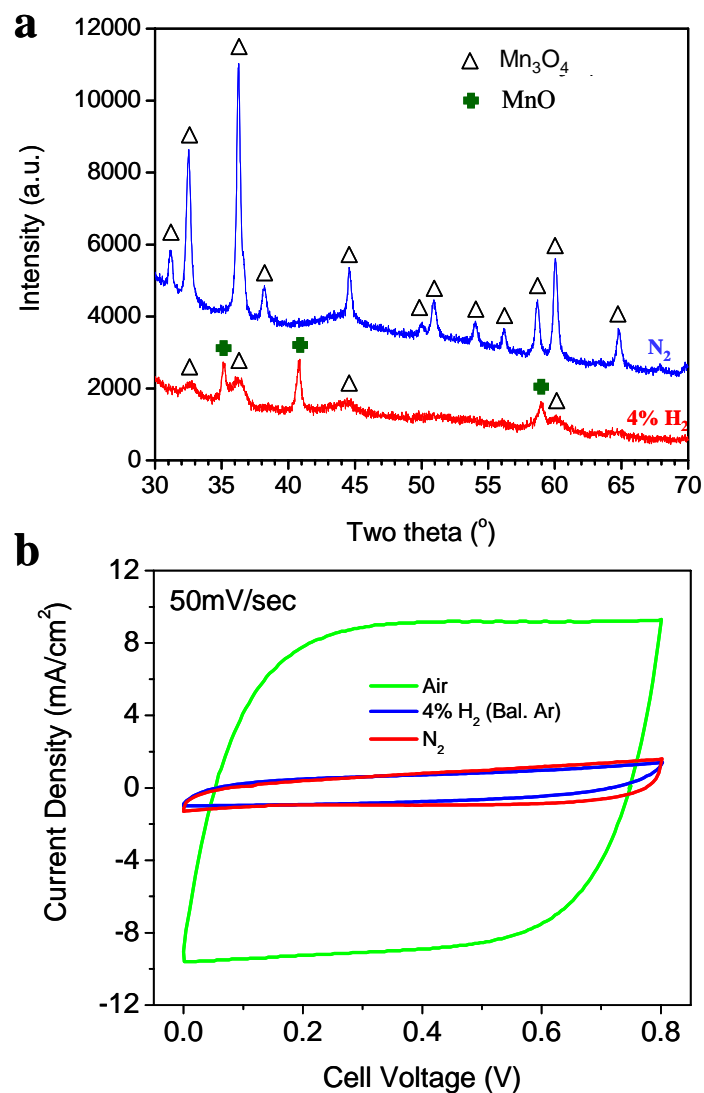 a
12000
10000
8000
6000
4000
2000
0
Intensity (a.u.)
△ Mn₃O₄
✚ MnO
N₂
4% H₂
30 35 40 45 50 55 60 65 70
Two theta (°)
b
50mV/sec
12
8
4
0
-4
-8
-12
Current Density (mA/cm²)
Air
4% H₂ (Bal. Ar)
N₂
0.0 0.2 0.4 0.6 0.8
Cell Voltage (V)